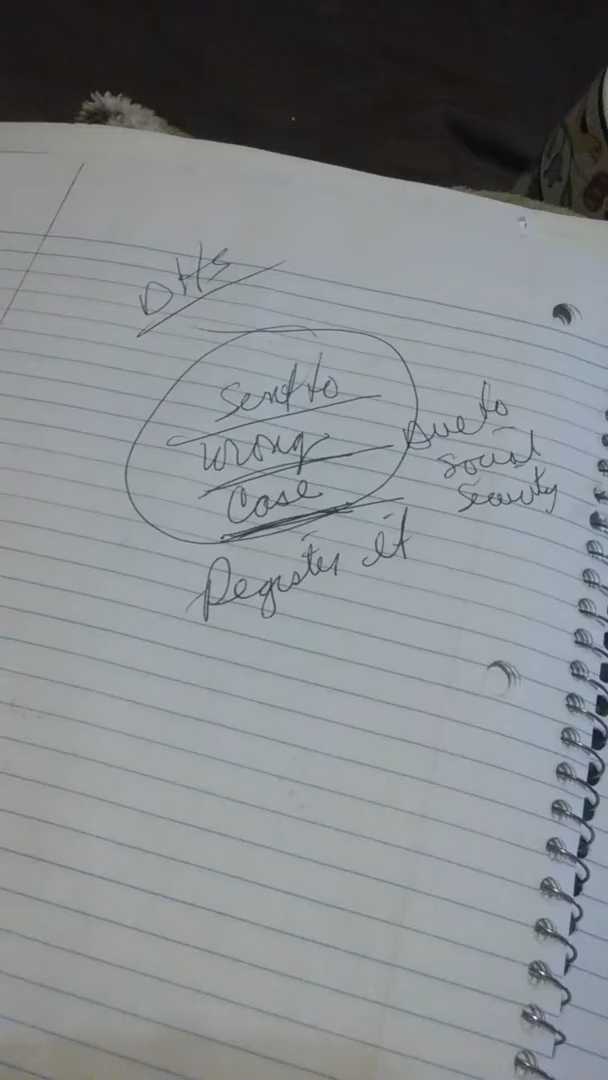 DHS
Sent to
wrong
Case
Due to
Social
Security
Register it